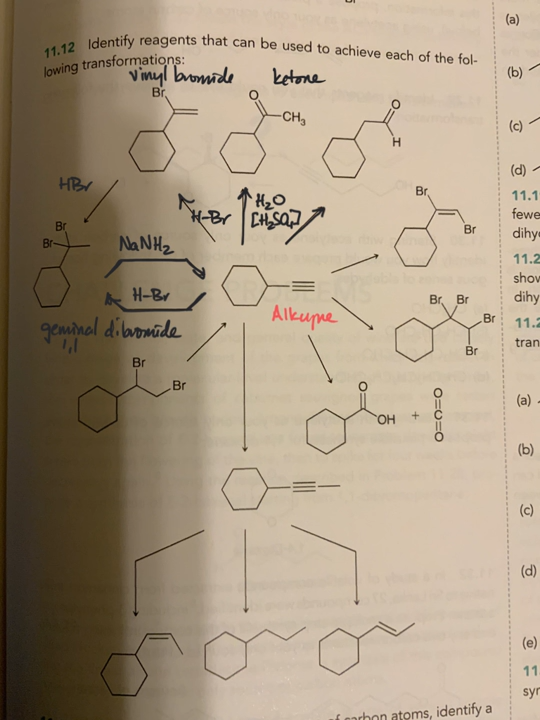 Br
(a)
11.12 Identify reagents that can be used to achieve each of the fol-
lowing transformations:
(b)
vinyl bromide ketone
Br
O
CH3
O
H
(c)
(d)
HBr
H-Br
H2O
[H2SO4]
Br
Br
11.1
fewe
dihy
Br
Br
NaNH2
H-Br
11.2
show
dihy
Br Br
Br
Br
geminal dibromide
1,1
Alkyne
11.2
tran
Br
Br
O
OH
+
O
C
O
(a)
(b)
(c)
(d)
(e)
11
syr
of carbon atoms, identify a